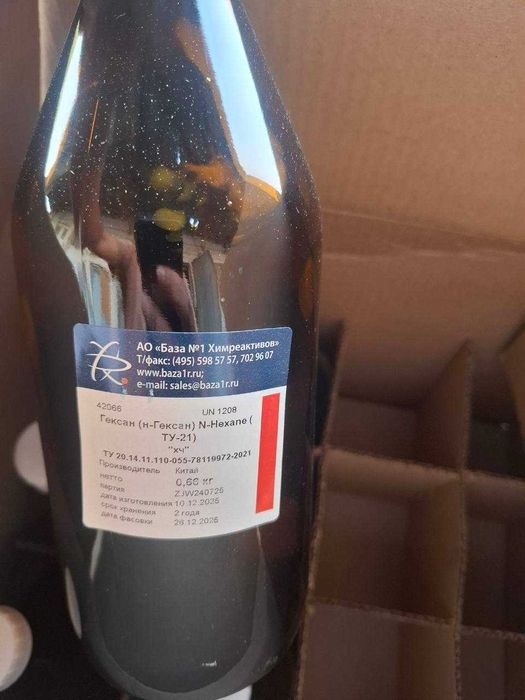 АО «База №1 Химреактивов»
Т/факс: (495) 598 57 57, 702 96 07
www.baza1r.ru;
e-mail: sales@baza1r.ru
42066 UN 1208
Гексан (н-Гексан) N-Hexane (
ТУ-21)
"хч"
ТУ 20.14.11.110-055-78119972-2021
Производитель Китай
нетто 0,66 кг
партия ZJW240725
дата изготовления 10.12.2025
срок хранения 2 года
дата фасовки 26.12.2025